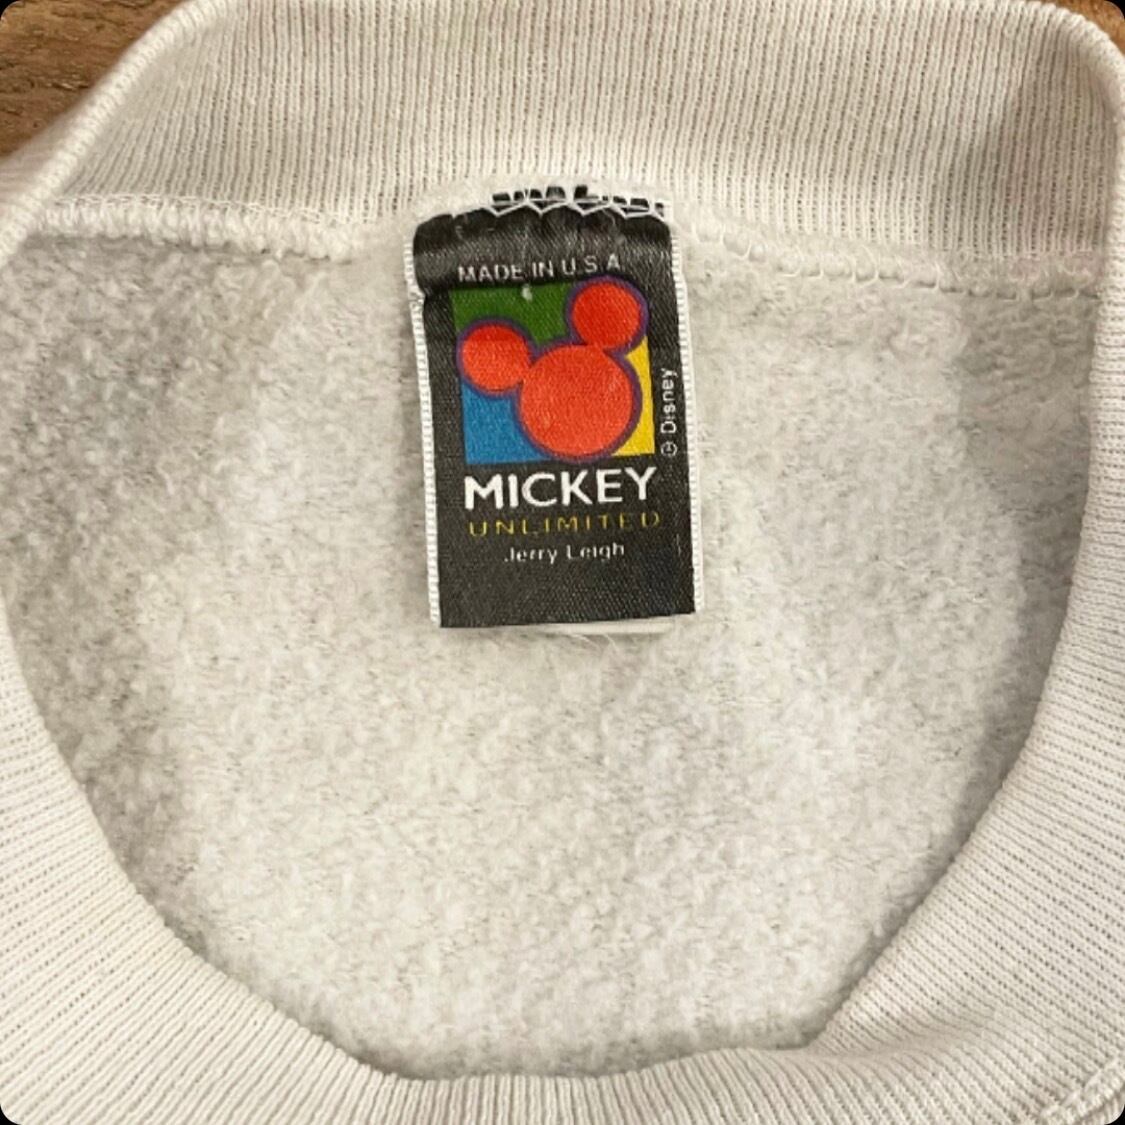 MADE IN U.S.A
© Disney
MICKEY
UNLIMITED
Jerry Leigh